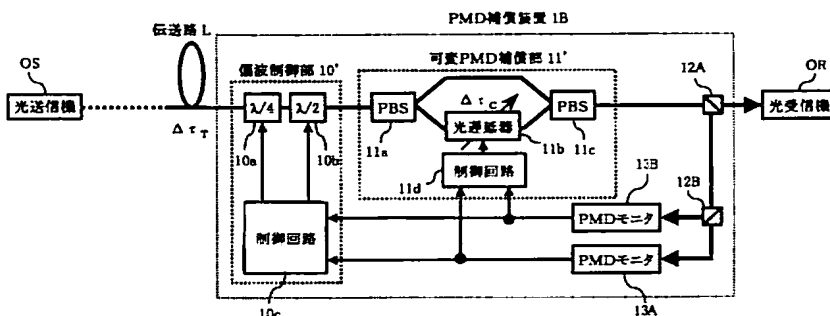 PMD補償装置 1B
伝送路 L
可変PMD補償部 11'
偏波制御部 10'
OS
光送信機
Δτ T
λ/4
λ/2
10a
10b
PBS
11a
Δτ C
光遅延器
11b
PBS
11c
12A
OR
光受信機
制御回路
11d
13B
12B
PMDモニタ
制御回路
PMDモニタ
10c
13A